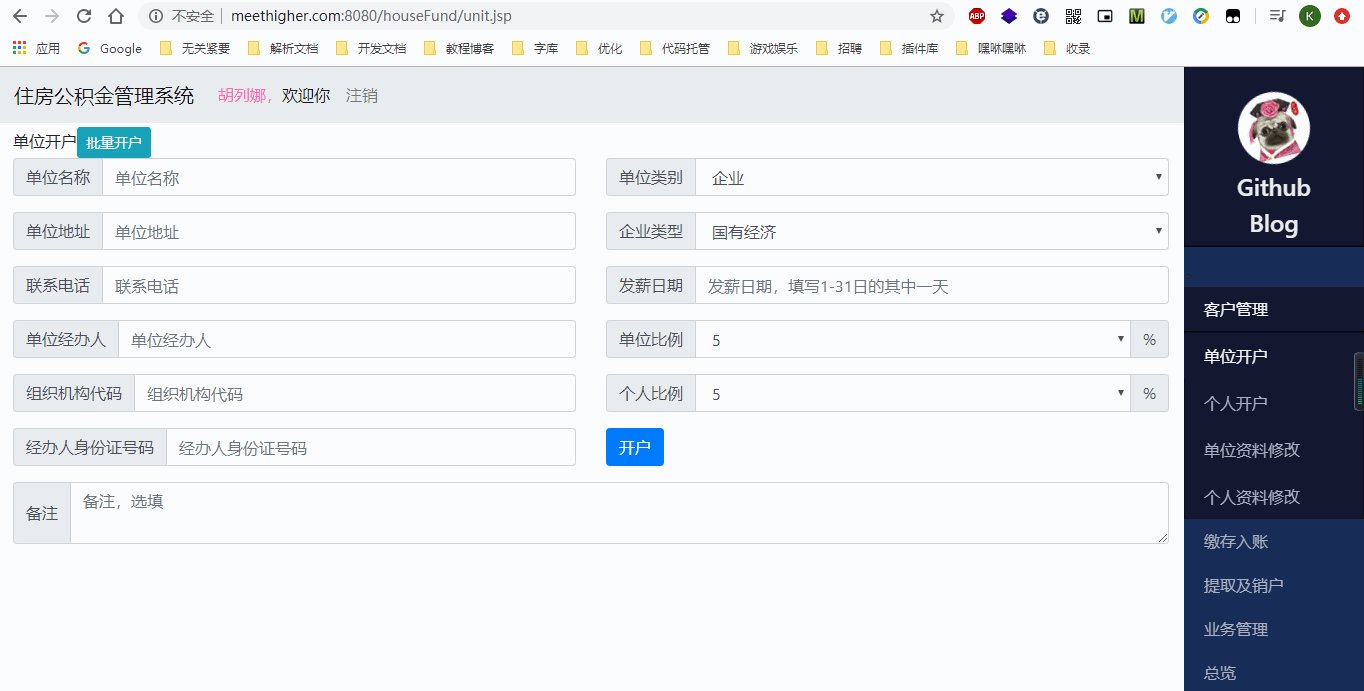 不安全 meethigher.com:8080/houseFund/unit.jsp
应用 Google 无关紧要 解析文档 开发文档 教程博客 字库 优化 代码托管 游戏娱乐 招聘 插件库 嘿咻嘿咻 收录
住房公积金管理系统 胡列娜，欢迎你 注销
单位开户 批量开户
单位名称 单位名称 单位类别 企业
单位地址 单位地址 企业类型 国有经济
联系电话 联系电话 发薪日期 发薪日期，填写1-31日的其中一天
单位经办人 单位经办人 单位比例 5 %
组织机构代码 组织机构代码 个人比例 5 %
经办人身份证号码 经办人身份证号码 开户
备注 备注，选填
Github
Blog
客户管理
单位开户
个人开户
单位资料修改
个人资料修改
缴存入账
提取及销户
业务管理
总览
ABP
M
K